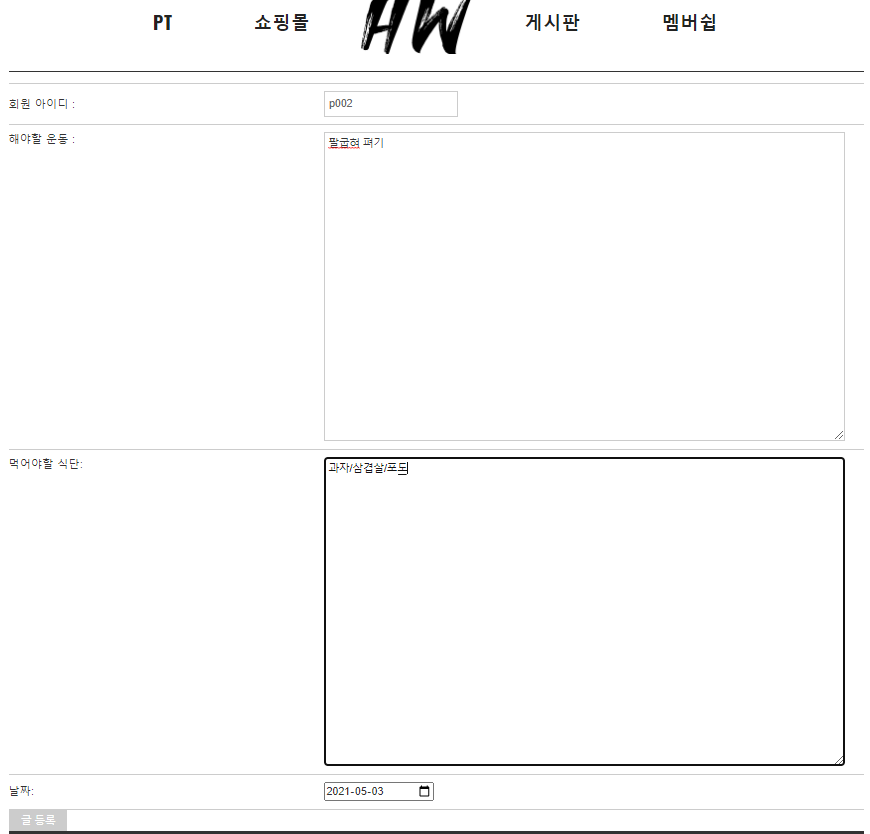 PT 쇼핑몰 HW 게시판 멤버쉽
회원 아이디 : p002
해야할 운동 : 팔굽혀 펴기
먹어야할 식단: 과자/삼겹살/포도
날짜: 2021-05-03
글 등록